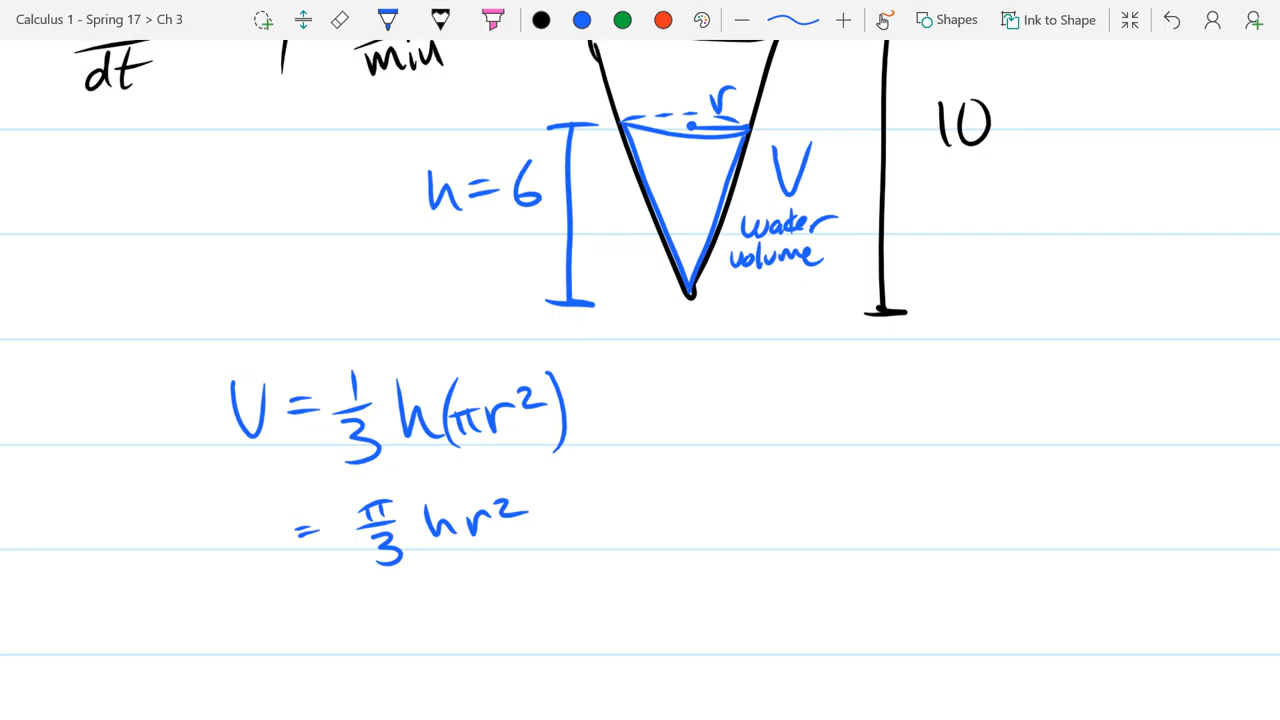 Calculus 1 - Spring 17 > Ch 3
Shapes
Ink to Shape
dt
min
r
10
h = 6
V
water
volume
V = 1/3 h(πr²)
= π/3 hr²